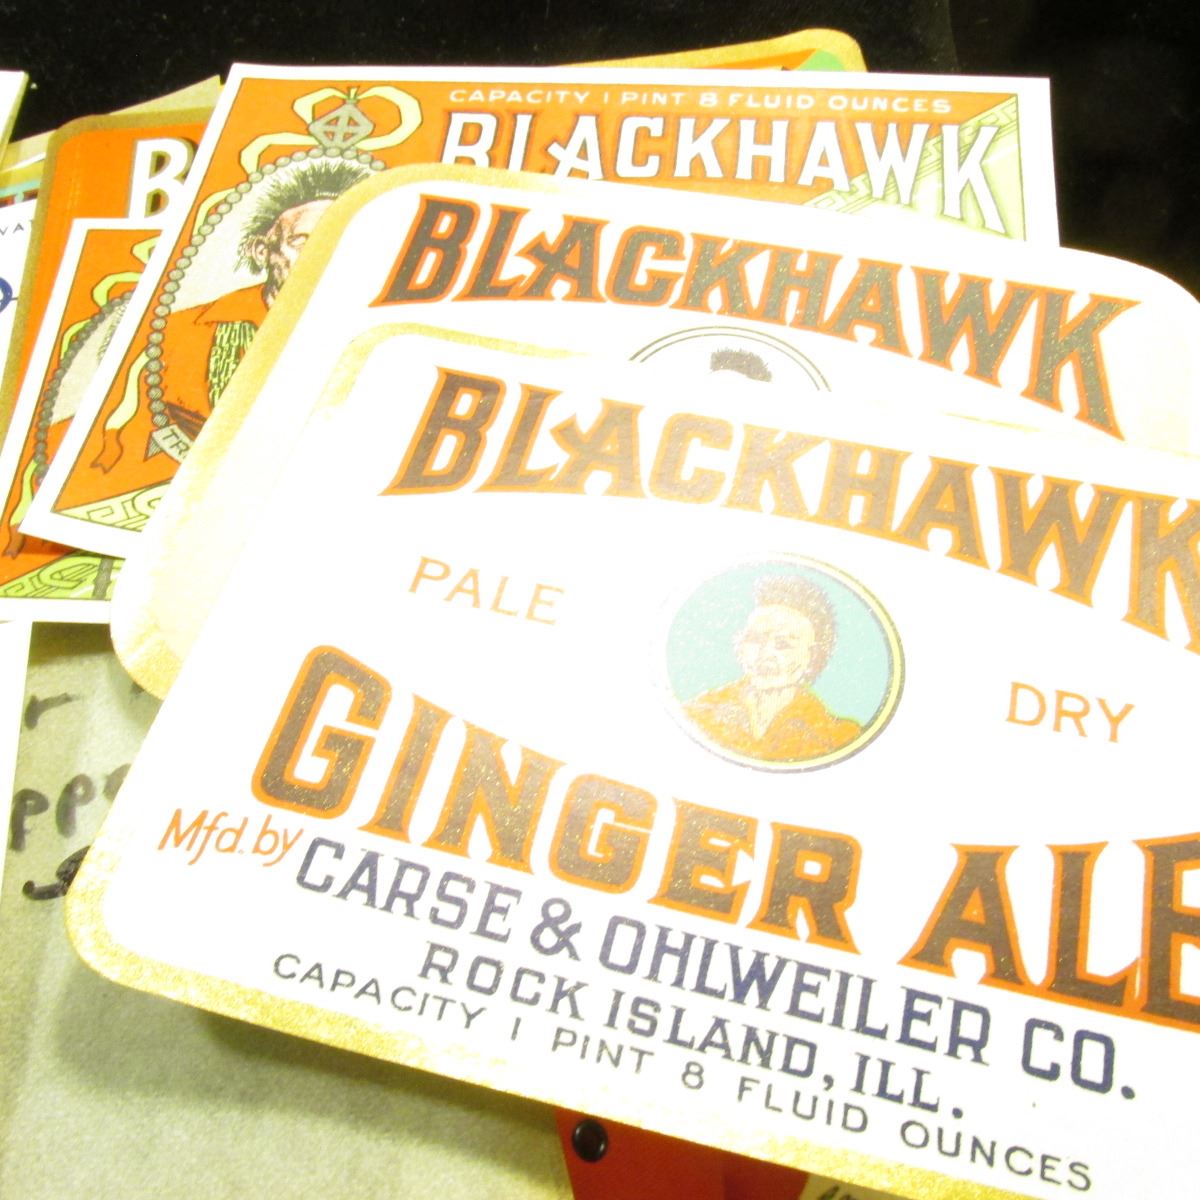 CAPACITY 1 PINT 8 FLUID OUNCES
BLACKHAWK
BLACKHAWK
BLACKHAWK
PALE
DRY
GINGER ALE
Mfd. by CARSE & OHLWEILER CO.
ROCK ISLAND, ILL.
CAPACITY 1 PINT 8 FLUID OUNCES